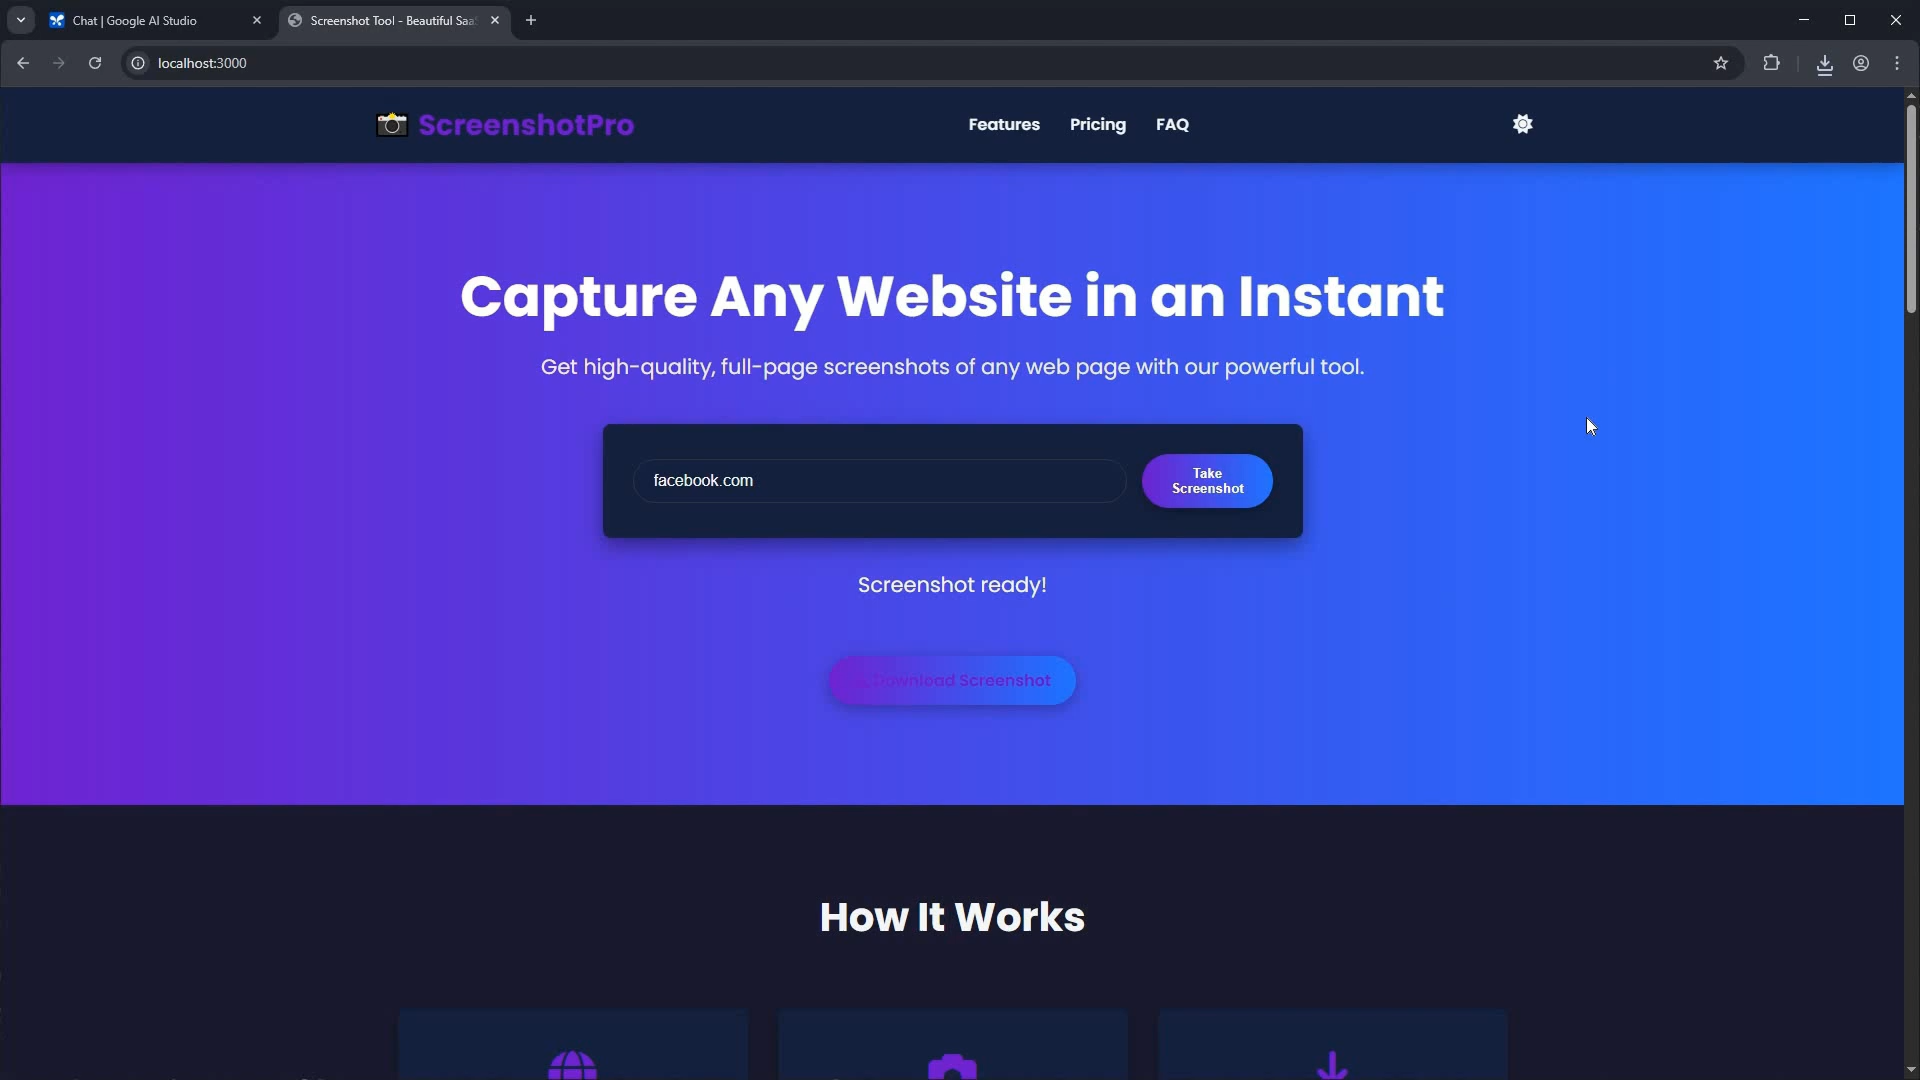 Chat | Google AI Studio
Screenshot Tool - Beautiful Saa
localhost:3000
ScreenshotPro
Features
Pricing
FAQ
Capture Any Website in an Instant
Get high-quality, full-page screenshots of any web page with our powerful tool.
facebook.com
Take
Screenshot
Screenshot ready!
Download Screenshot
How It Works